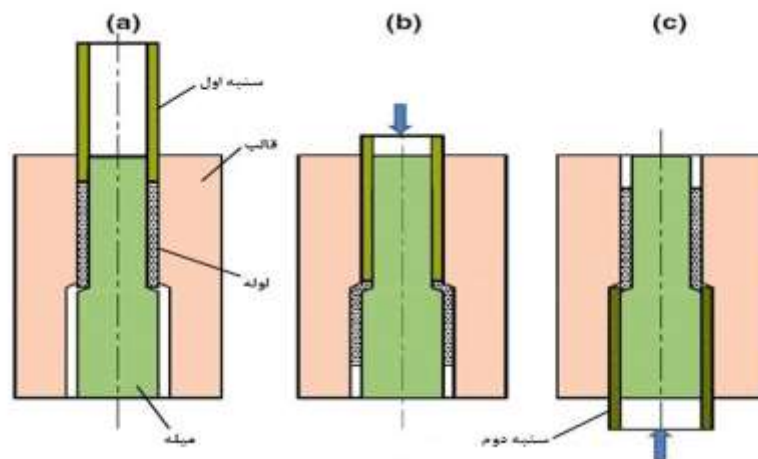 (a)
(b)
(c)
سنبه اول
قالب
لوله
میله
سنبه دوم